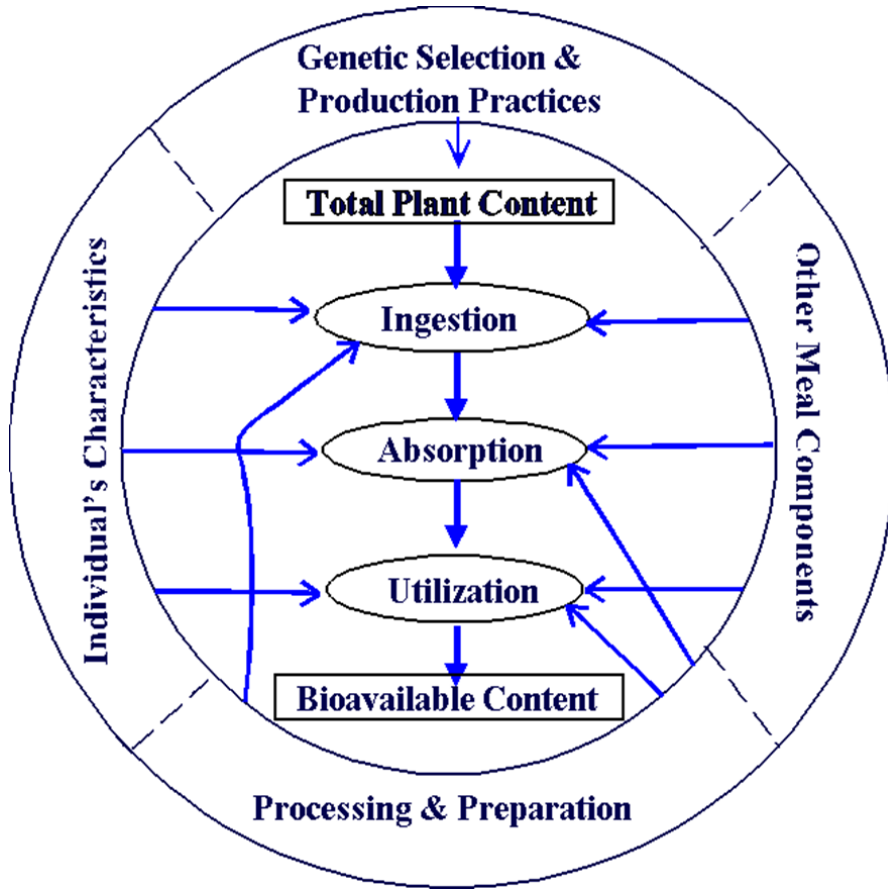 Genetic Selection &
Production Practices
Total Plant Content
Ingestion
Absorption
Utilization
Bioavailable Content
Individual's Characteristics
Other Meal Components
Processing & Preparation